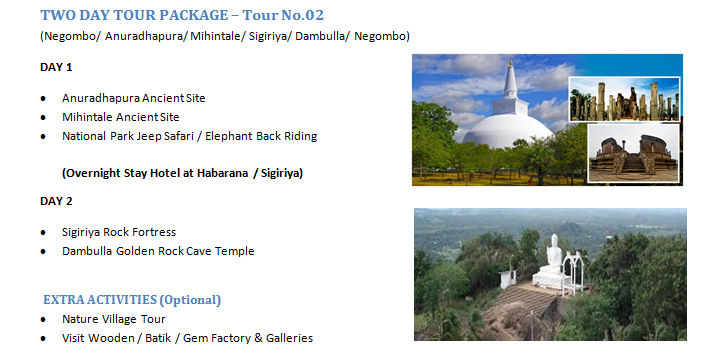 TWO DAY TOUR PACKAGE – Tour No.02
(Negombo/ Anuradhapura/ Mihintale/ Sigiriya/ Dambulla/ Negombo)
DAY 1
• Anuradhapura Ancient Site
• Mihintale Ancient Site
• National Park Jeep Safari / Elephant Back Riding
(Overnight Stay Hotel at Habarana / Sigiriya)
DAY 2
• Sigiriya Rock Fortress
• Dambulla Golden Rock Cave Temple
EXTRA ACTIVITIES (Optional)
• Nature Village Tour
• Visit Wooden / Batik / Gem Factory & Galleries